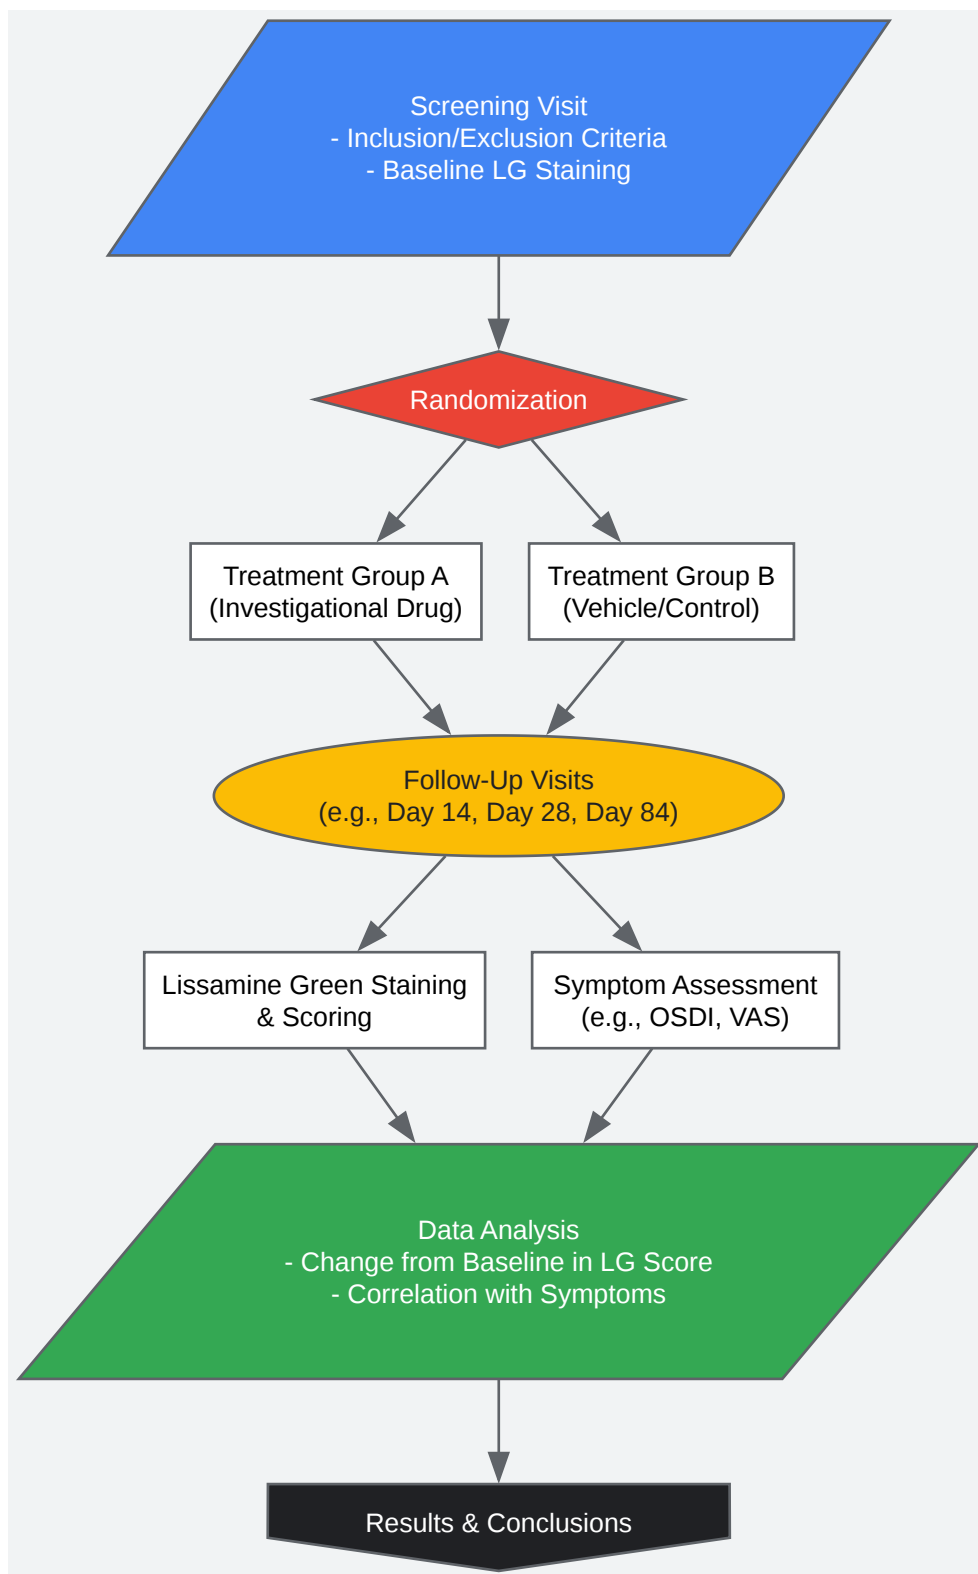 Screening Visit
- Inclusion/Exclusion Criteria
- Baseline LG Staining
Randomization
Treatment Group A
(Investigational Drug)
Treatment Group B
(Vehicle/Control)
Follow-Up Visits
(e.g., Day 14, Day 28, Day 84)
Lissamine Green Staining
& Scoring
Symptom Assessment
(e.g., OSDI, VAS)
Data Analysis
- Change from Baseline in LG Score
- Correlation with Symptoms
Results & Conclusions